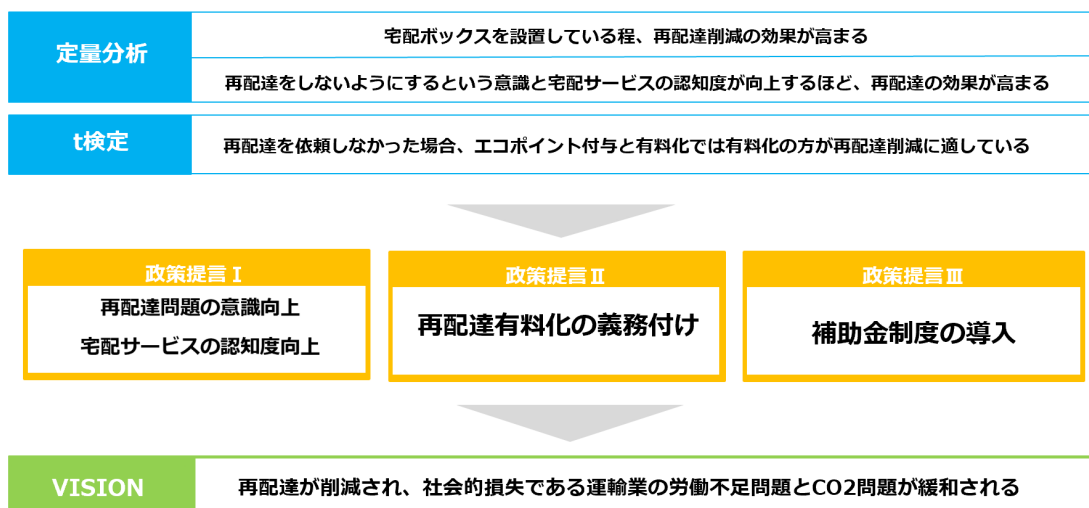 定量分析
宅配ボックスを設置している程、再配達削減の効果が高まる
再配達をしないようにするという意識と宅配サービスの認知度が向上するほど、再配達の効果が高まる
t検定
再配達を依頼しなかった場合、エコポイント付与と有料化では有料化の方が再配達削減に適している
政策提言Ⅰ
再配達問題の意識向上
宅配サービスの認知度向上
政策提言Ⅱ
再配達有料化の義務付け
政策提言Ⅲ
補助金制度の導入
VISION
再配達が削減され、社会的損失である運輸業の労働不足問題とCO2問題が緩和される